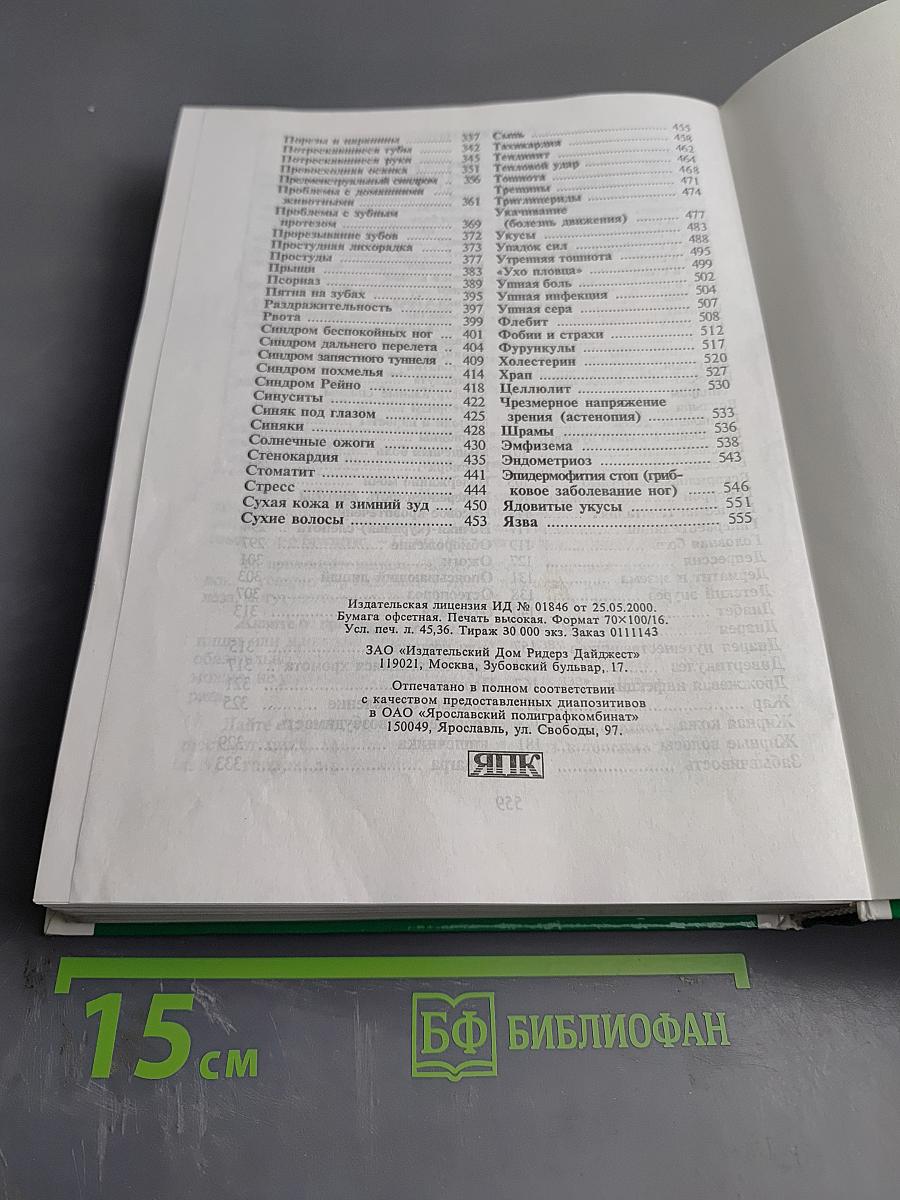 Порезы и царапины ........ 337
Потрескавшиеся губы ........ 342
Потрескавшиеся руки ........ 345
осанка ........ 351
Предменструальный синдром .. 356
Проблемы с домашними
животными ........ 361
Проблемы с зубным
протезом ........ 369
Прорезывание зубов ........ 372
Простудная лихорадка ........ 373
Простуды ........ 377
Прыщи ........ 383
Псориаз ........ 389
Пятна на зубах ........ 395
Раздражительность ........ 397
Рвота ........ 399
Синдром беспокойных ног ... 401
Синдром дальнего перелета .. 404
Синдром запястного туннеля .. 409
Синдром похмелья ........ 414
Синдром Рейно ........ 418
Синуситы ........ 422
Синяк под глазом ........ 425
Синяки ........ 428
Солнечные ожоги ........ 430
Стенокардия ........ 435
Стоматит ........ 441
Стресс ........ 444
Сухая кожа и зимний зуд .... 450
Сухие волосы ........ 453
Сыпь ........ 455
Тахикардия ........ 458
Тендинит ........ 462
Тепловой удар ........ 464
Тошнота ........ 468
Трещины ........ 471
Триглицериды ........ 474
Укачивание
(болезнь движения) ........ 477
Укусы ........ 483
Упадок сил ........ 488
Утренняя тошнота ........ 495
«Ухо пловца» ........ 499
Ушная боль ........ 502
Ушная инфекция ........ 504
Ушная сера ........ 507
Флебит ........ 508
Фобии и страхи ........ 512
Фурункулы ........ 517
Холестерин ........ 520
Храп ........ 527
Целлюлит ........ 530
Чрезмерное напряжение
зрения (астенопия) ........ 533
Шрамы ........ 536
Эмфизема ........ 538
Эндометриоз ........ 543
Эпидермофития стоп (гриб-
ковое заболевание ног) ...... 546
Ядовитые укусы ........ 551
Язва ........ 555
Издательская лицензия ИД № 01846 от 25.05.2000.
Бумага офсетная. Печать высокая. Формат 70×100/16.
Усл. печ. л. 45,36. Тираж 30 000 экз. Заказ 0111143
ЗАО «Издательский Дом Ридерз Дайджест»
119021, Москва, Зубовский бульвар, 17.
Отпечатано в полном соответствии
с качеством предоставленных диапозитивов
в ОАО «Ярославский полиграфкомбинат»
150049, Ярославль, ул. Свободы, 97.
ЯПК
15 см
БФ БИБЛИОФАН